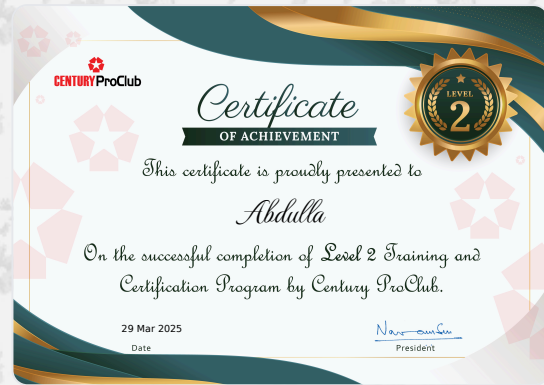 CENTURY ProClub
Certificate
OF ACHIEVEMENT
LEVEL
2
This certificate is proudly presented to
Abdulla
On the successful completion of Level 2 Training and
Certification Program by Century ProClub.
29 Mar 2025
Date
President